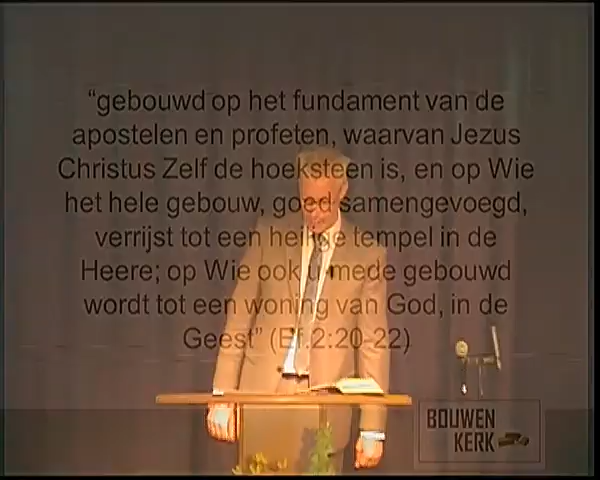 “gebouwd op het fundament van de
apostelen en profeten, waarvan Jezus
Christus Zelf de hoeksteen is, en op Wie
het hele gebouw, goed samengevoegd,
verrijst tot een heilige tempel in de
Heere; op Wie ook u mede gebouwd
wordt tot een woning van God, in de
Geest” (Ef.2:20-22)
BOUWEN
KERK